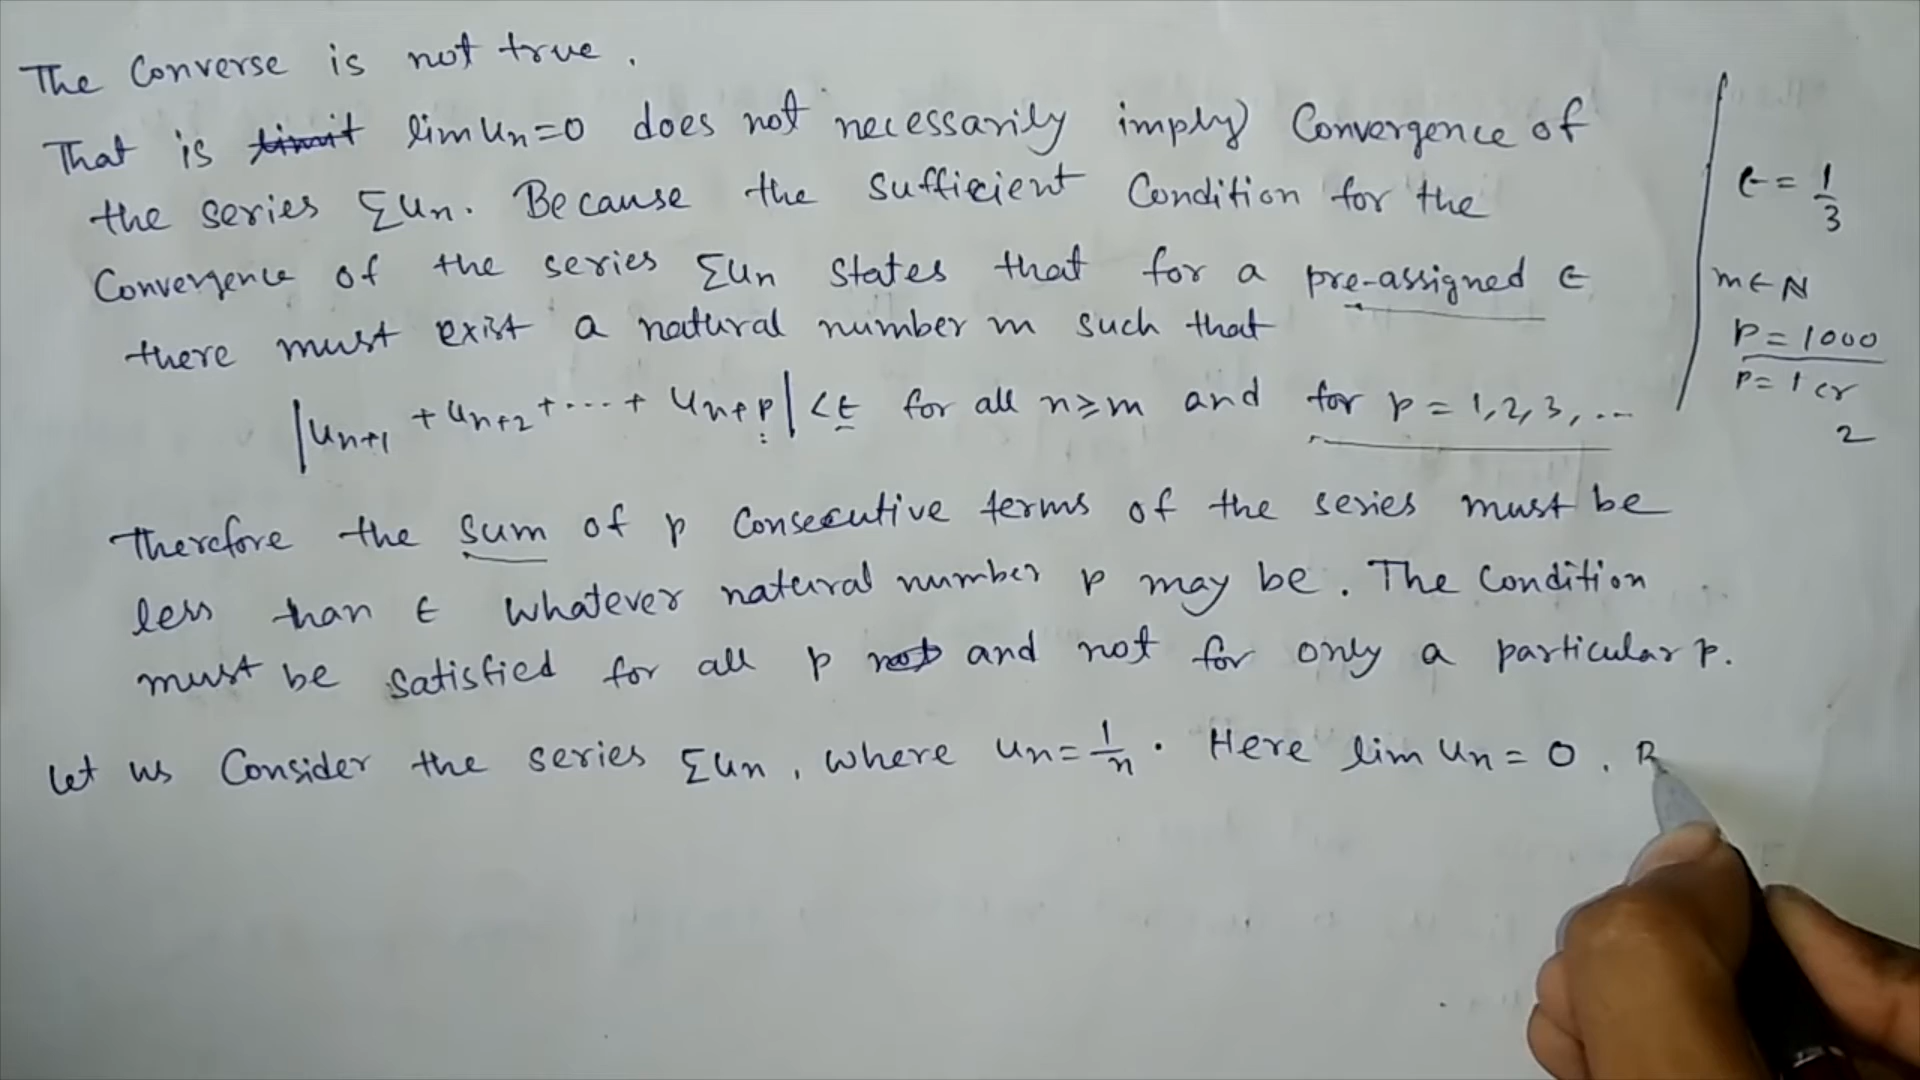 The Converse is not true.
That is limit lim un=0 does not necessarily imply Convergence of
the series Σun. Because the sufficient Condition for the
Convergence of the series Σun states that for a pre-assigned ϵ
there must exist a natural number m such that
|un+1 + un+2 + .... + un+p| < ϵ for all n≥m and for p = 1,2,3,...
Therefore the sum of p Consecutive terms of the series must be
less than ϵ whatever natural number p may be. The Condition
must be satisfied for all p not and not for only a particular p.
Let us Consider the series Σun, where un = 1/n. Here lim un = 0. B
ϵ = 1/3
m ϵ N
p = 1000
p = 1 cr
2